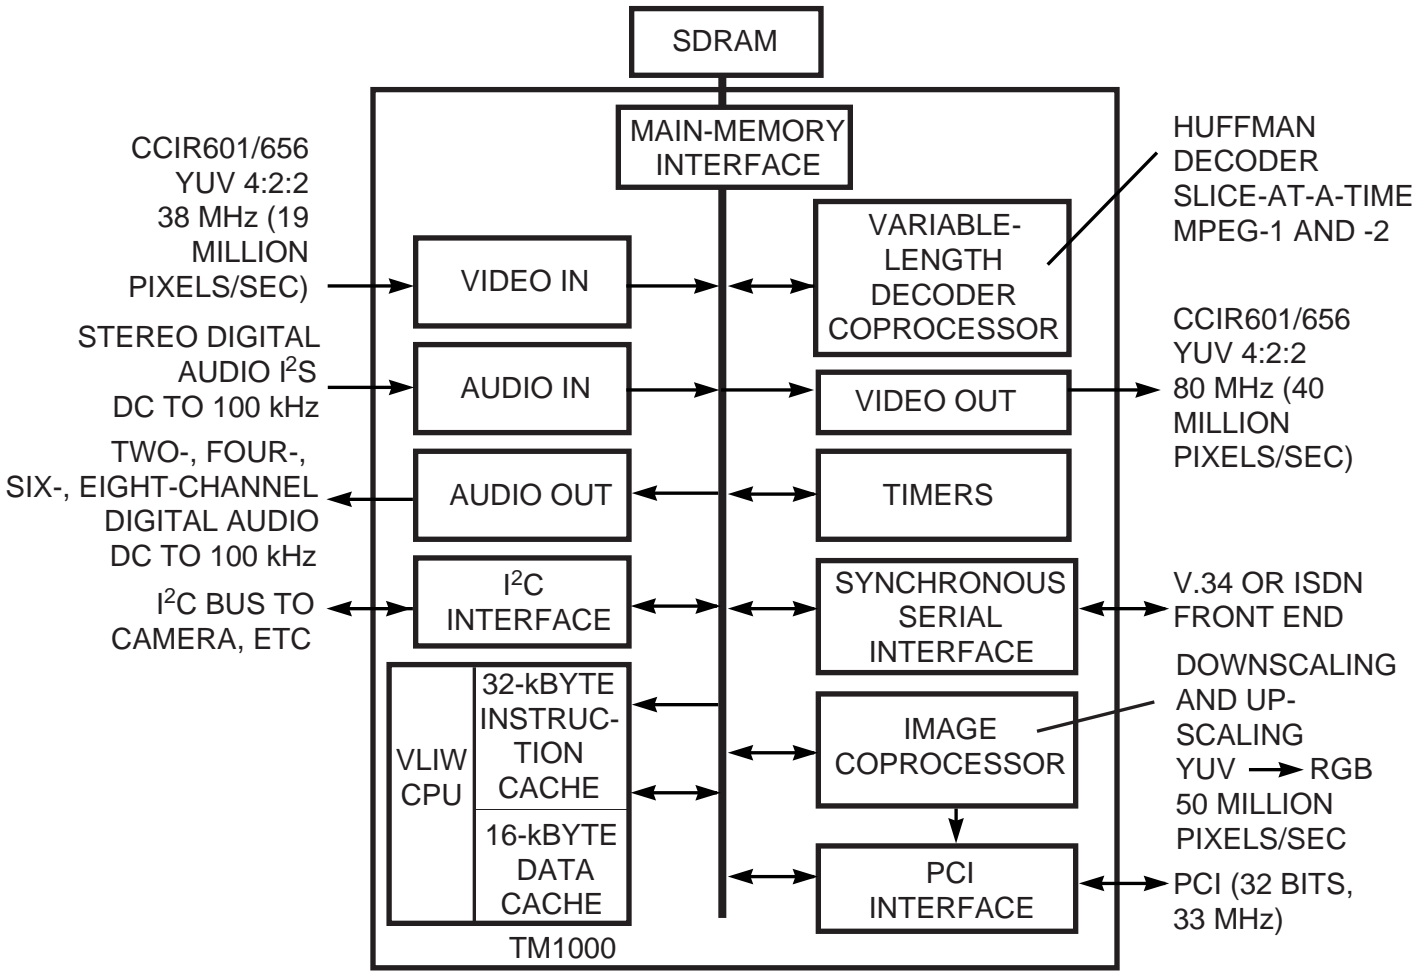 SDRAM
MAIN-MEMORY
INTERFACE
CCIR601/656
YUV 4:2:2
38 MHz (19
MILLION
PIXELS/SEC)
VIDEO IN
STEREO DIGITAL
AUDIO I²S
DC TO 100 kHz
AUDIO IN
TWO-, FOUR-,
SIX-, EIGHT-CHANNEL
DIGITAL AUDIO
DC TO 100 kHz
AUDIO OUT
I²C BUS TO
CAMERA, ETC
I²C
INTERFACE
VLIW
CPU
32-kBYTE
INSTRUC-
TION
CACHE
16-kBYTE
DATA
CACHE
TM1000
VARIABLE-
LENGTH
DECODER
COPROCESSOR
HUFFMAN
DECODER
SLICE-AT-A-TIME
MPEG-1 AND -2
VIDEO OUT
CCIR601/656
YUV 4:2:2
80 MHz (40
MILLION
PIXELS/SEC)
TIMERS
SYNCHRONOUS
SERIAL
INTERFACE
V.34 OR ISDN
FRONT END
IMAGE
COPROCESSOR
DOWNSCALING
AND UP-
SCALING
YUV → RGB
50 MILLION
PIXELS/SEC
PCI
INTERFACE
PCI (32 BITS,
33 MHz)